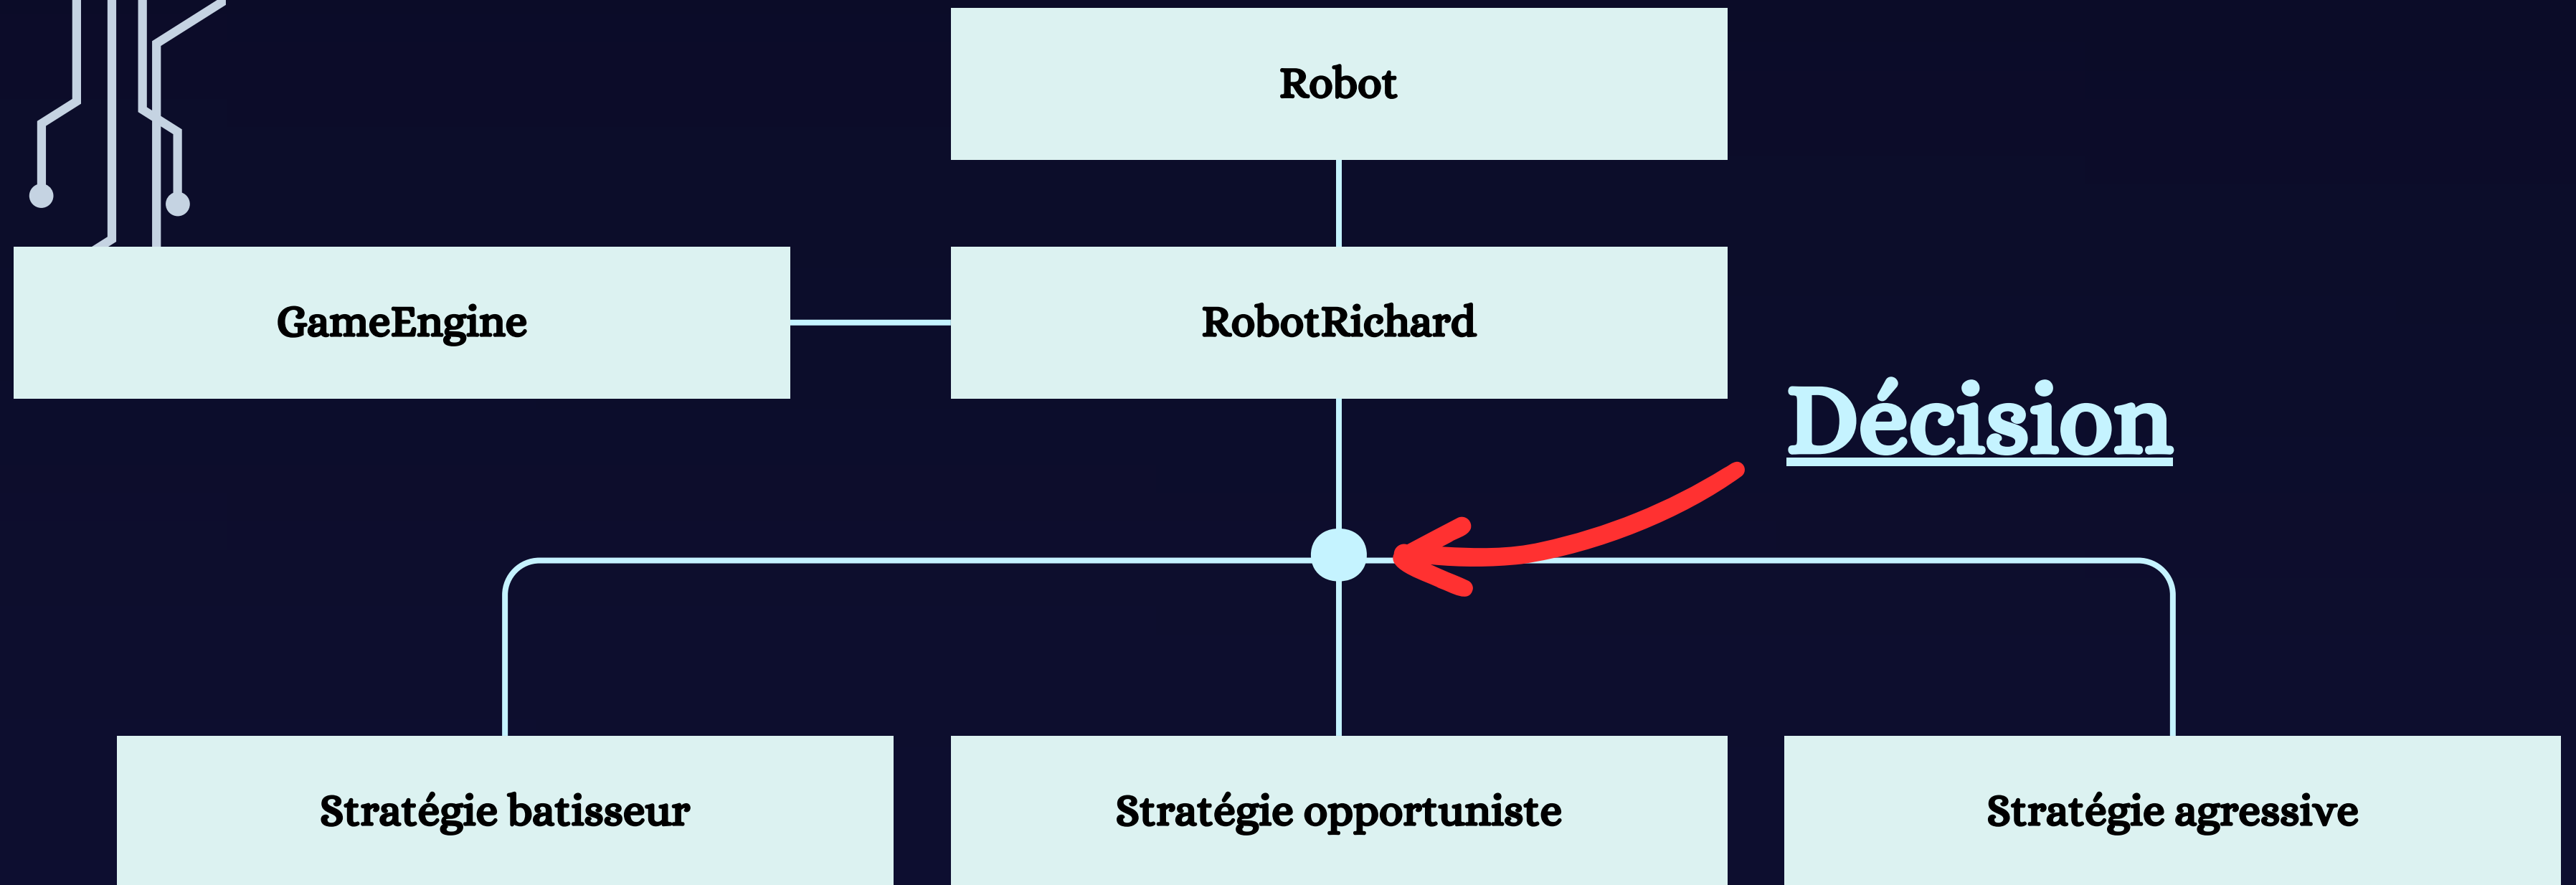 Robot
GameEngine
RobotRichard
Décision
Stratégie batisseur
Stratégie opportuniste
Stratégie agressive